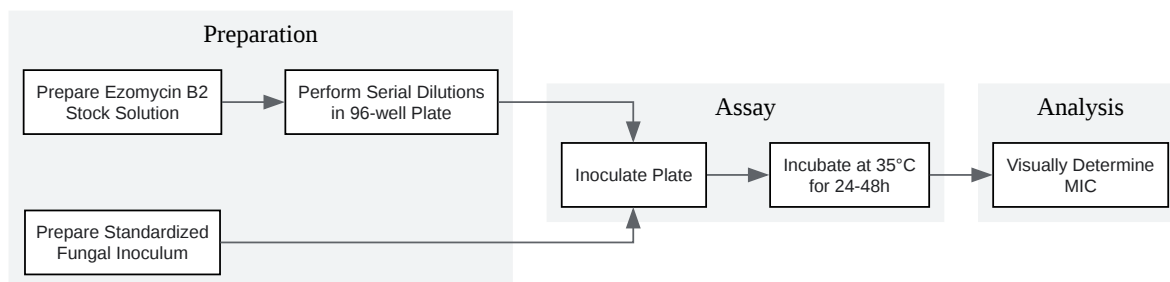 Preparation
Prepare Ezomycin B2
Stock Solution
Perform Serial Dilutions
in 96-well Plate
Prepare Standardized
Fungal Inoculum
Assay
Inoculate Plate
Incubate at 35°C
for 24-48h
Analysis
Visually Determine
MIC